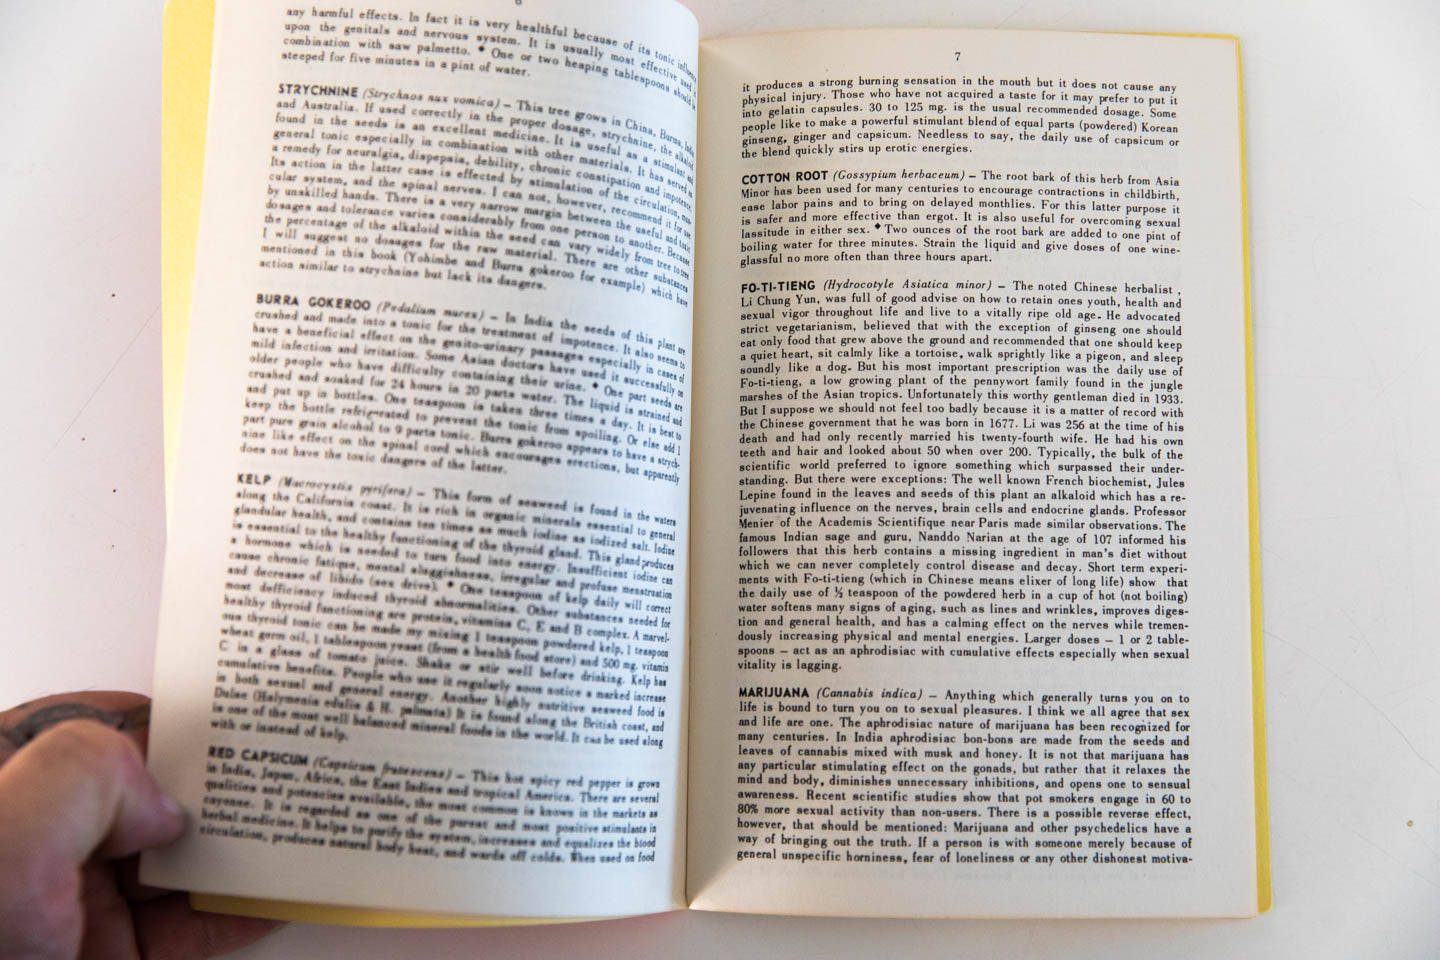 any harmful effects. In fact it is very healthful because of its tonic influence
upon the genitals and nervous system. It is usually most effective used in
combination with saw palmetto. ◆ One or two heaping tablespoons should be
steeped for five minutes in a pint of water.
STRYCHNINE (Strychnos nux vomica) – This tree grows in China, Burma, India
and Australia. If used correctly in the proper dosage, strychnine, the alkaloid
found in the seeds is an excellent medicine. It is useful as a stimulant and
general tonic especially in combination with other materials. It has served as
a remedy for neuralgia, dispepsia, debility, chronic constipation and impotence.
Its action in the latter case is effected by stimulation of the circulation, mus-
cular system, and the spinal nerves. I can not, however, recommend it for use
by unskilled hands. There is a very narrow margin between the useful and toxic
dosages and tolerance varies considerably from one person to another. Because
the percentage of the alkaloid within the seed can vary widely from tree to tree
I will suggest no dosages for the raw material. There are other substances
mentioned in this book (Yohimbe and Burra gokeroo for example) which have
action similar to strychnine but lack its dangers.
BURRA GOKEROO (Pedalium murex) – In India the seeds of this plant are
crushed and made into a tonic for the treatment of impotence. It also seems to
have a beneficial effect on the genito-urinary passages especially in cases of
mild infection and irritation. Some Asian doctors have used it successfully on
older people who have difficulty containing their urine. ◆ One part seeds are
crushed and soaked for 24 hours in 20 parts water. The liquid is strained and
and put up in bottles. One teaspoon is taken three times a day. It is best to
keep the bottle refrigerated to prevent the tonic from spoiling. Or else add 1
part pure grain alcohol to 9 parts tonic. Burra gokeroo appears to have a strych-
nine like effect on the spinal cord which encourages erections, but apparently
does not have the toxic dangers of the latter.
KELP (Macrocystis pyrifera) – This form of seaweed is found in the waters
along the California coast. It is rich in organic minerals essential to general
glandular health, and contains ten times as much iodine as iodized salt. Iodine
is essential to the healthy functioning of the thyroid gland. This gland produces
a hormone which is needed to turn food into energy. Insufficient iodine can
cause chronic fatique, mental sluggishness, irregular and profuse menstruation
and decrease of libido (sex drive). ◆ One teaspoon of kelp daily will correct
most defficiency induced thyroid abnormalities. Other substances needed for
healthy thyroid functioning are protein, vitamins C, E and B complex. A marvel-
ous thyroid tonic can be made my mixing 1 teaspoon powdered kelp, 1 teaspoon
wheat germ oil, 1 tablespoon yeast (from a health food store) and 500 mg. vitamin
C in a glass of tomato juice. Shake or stir well before drinking. Kelp has
cumulative benefits. People who use it regularly soon notice a marked increase
in both sexual and general energy. Another highly nutritive seaweed food is
Dulse (Halymenia edulis & H. palmata) It is found along the British coast, and
is one of the most well balanced mineral foods in the world. It can be used along
with or instead of kelp.
RED CAPSICUM (Capsicum frutescens) – This hot spicy red pepper is grown
in India, Japan, Africa, the East Indies and tropical America. There are several
qualities and potencies available, the most common is known in the markets as
cayenne. It is regarded as one of the purest and most positive stimulants in
herbal medicine. It helps to purify the system, increases and equalizes the blood
circulation, produces natural body heat, and wards off colds. When used on food
7
it produces a strong burning sensation in the mouth but it does not cause any
physical injury. Those who have not acquired a taste for it may prefer to put it
into gelatin capsules. 30 to 125 mg. is the usual recommended dosage. Some
people like to make a powerful stimulant blend of equal parts (powdered) Korean
ginseng, ginger and capsicum. Needless to say, the daily use of capsicum or
the blend quickly stirs up erotic energies.
COTTON ROOT (Gossypium herbaceum) – The root bark of this herb from Asia
Minor has been used for many centuries to encourage contractions in childbirth,
ease labor pains and to bring on delayed monthlies. For this latter purpose it
is safer and more effective than ergot. It is also useful for overcoming sexual
lassitude in either sex. ◆ Two ounces of the root bark are added to one pint of
boiling water for three minutes. Strain the liquid and give doses of one wine-
glassful no more often than three hours apart.
FO-TI-TIENG (Hydrocotyle Asiatica minor) – The noted Chinese herbalist ,
Li Chung Yun, was full of good advise on how to retain ones youth, health and
sexual vigor throughout life and live to a vitally ripe old age. He advocated
strict vegetarianism, believed that with the exception of ginseng one should
eat only food that grew above the ground and recommended that one should keep
a quiet heart, sit calmly like a tortoise, walk sprightly like a pigeon, and sleep
soundly like a dog. But his most important prescription was the daily use of
Fo-ti-tieng, a low growing plant of the pennywort family found in the jungle
marshes of the Asian tropics. Unfortunately this worthy gentleman died in 1933.
But I suppose we should not feel too badly because it is a matter of record with
the Chinese government that he was born in 1677. Li was 256 at the time of his
death and had only recently married his twenty-fourth wife. He had his own
teeth and hair and looked about 50 when over 200. Typically, the bulk of the
scientific world preferred to ignore something which surpassed their under-
standing. But there were exceptions: The well known French biochemist, Jules
Lepine found in the leaves and seeds of this plant an alkaloid which has a re-
juvenating influence on the nerves, brain cells and endocrine glands. Professor
Menier of the Academis Scientifique near Paris made similar observations. The
famous Indian sage and guru, Nanddo Narian at the age of 107 informed his
followers that this herb contains a missing ingredient in man's diet without
which we can never completely control disease and decay. Short term experi-
ments with Fo-ti-tieng (which in Chinese means elixer of long life) show that
the daily use of ½ teaspoon of the powdered herb in a cup of hot (not boiling)
water softens many signs of aging, such as lines and wrinkles, improves diges-
tion and general health, and has a calming effect on the nerves while tremen-
dously increasing physical and mental energies. Larger doses – 1 or 2 table-
spoons – act as an aphrodisiac with cumulative effects especially when sexual
vitality is lagging.
MARIJUANA (Cannabis indica) – Anything which generally turns you on to
life is bound to turn you on to sexual pleasures. I think we all agree that sex
and life are one. The aphrodisiac nature of marijuana has been recognized for
many centuries. In India aphrodisiac bon-bons are made from the seeds and
leaves of cannabis mixed with musk and honey. It is not that marijuana has
any particular stimulating effect on the gonads, but rather that it relaxes the
mind and body, diminishes unnecessary inhibitions, and opens one to sensual
awareness. Recent scientific studies show that pot smokers engage in 60 to
80% more sexual activity than non-users. There is a possible reverse effect,
however, that should be mentioned: Marijuana and other psychedelics have a
way of bringing out the truth. If a person is with someone merely because of
general unspecific horniness, fear of loneliness or any other dishonest motiva-